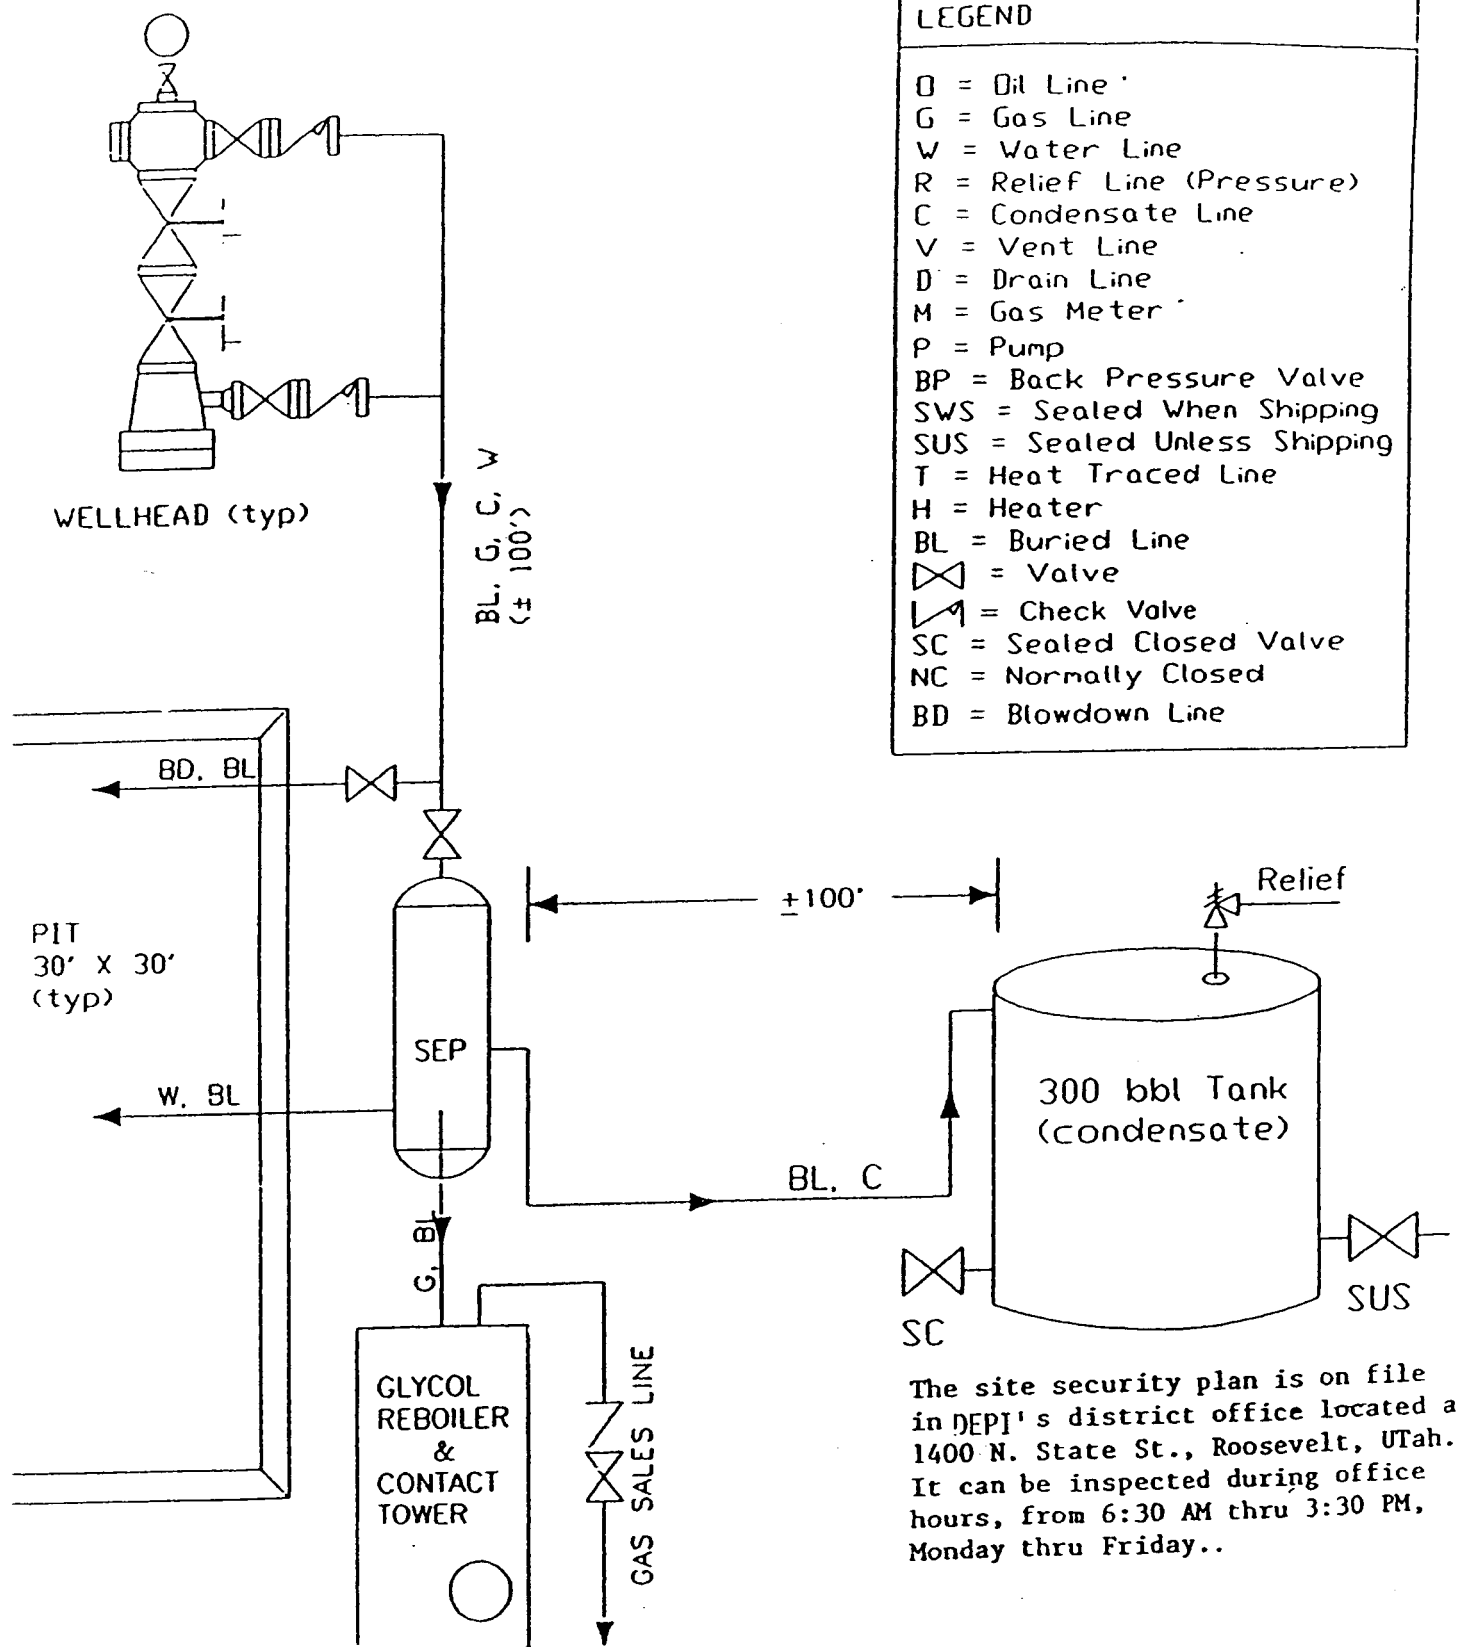 LEGEND
O = Oil Line
G = Gas Line
W = Water Line
R = Relief Line (Pressure)
C = Condensate Line
V = Vent Line
D = Drain Line
M = Gas Meter
P = Pump
BP = Back Pressure Valve
SWS = Sealed When Shipping
SUS = Sealed Unless Shipping
T = Heat Traced Line
H = Heater
BL = Buried Line
= Valve
= Check Valve
SC = Sealed Closed Valve
NC = Normally Closed
BD = Blowdown Line
WELLHEAD (typ)
BL, G, C, W
(± 100')
BD, BL
PIT
30' X 30'
(typ)
SEP
W, BL
±100'
Relief
300 bbl Tank
(condensate)
BL, C
G, BL
SC
SUS
GLYCOL
REBOILER
&
CONTACT
TOWER
GAS SALES LINE
The site security plan is on file
in DEPI's district office located a
1400 N. State St., Roosevelt, UTah.
It can be inspected during office
hours, from 6:30 AM thru 3:30 PM,
Monday thru Friday..